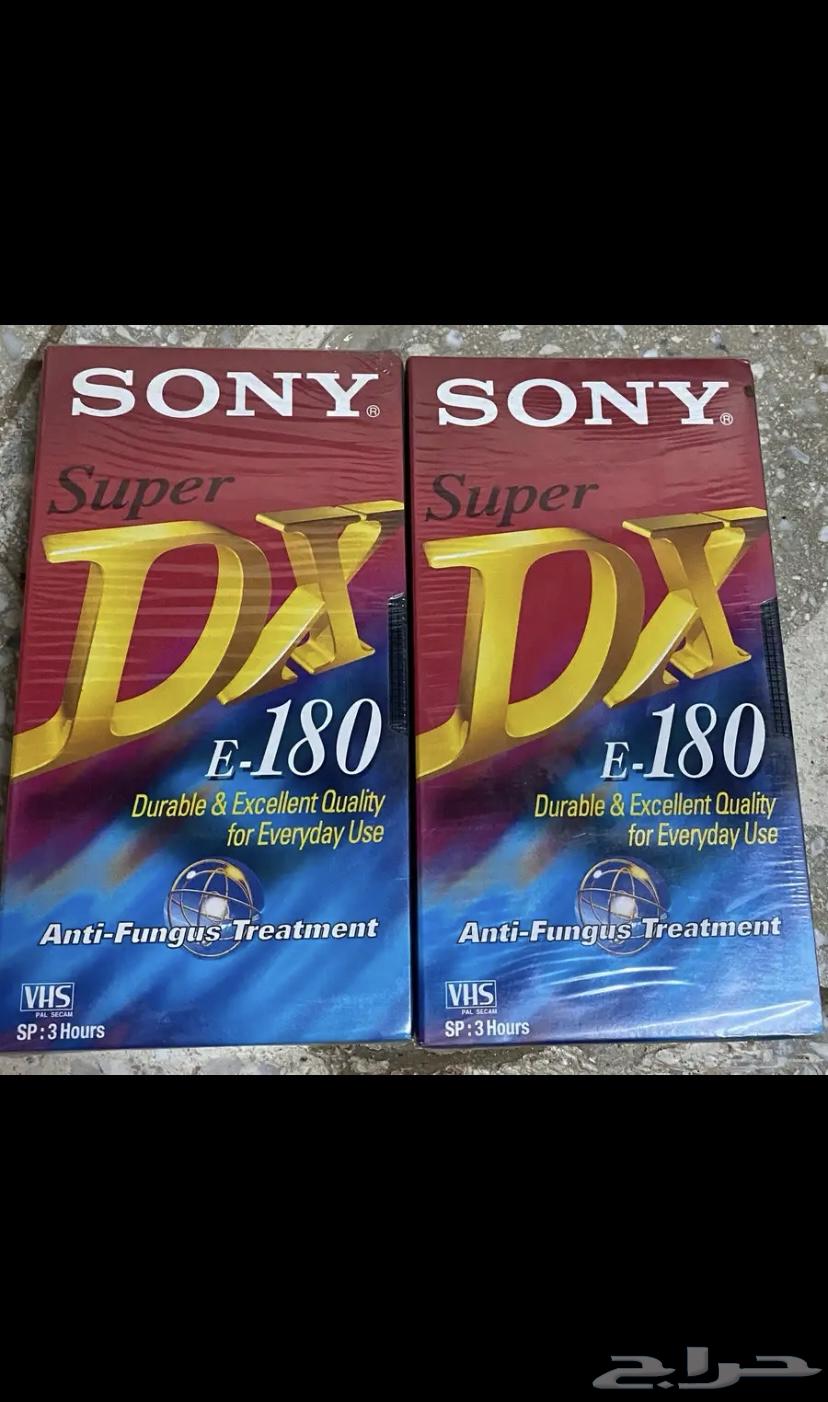 SONY®
Super
DX
E-180
Durable & Excellent Quality
for Everyday Use
Anti-Fungus Treatment
VHS
PAL SECAM
SP : 3 Hours
SONY®
Super
DX
E-180
Durable & Excellent Quality
for Everyday Use
Anti-Fungus Treatment
VHS
PAL SECAM
SP : 3 Hours
حراج